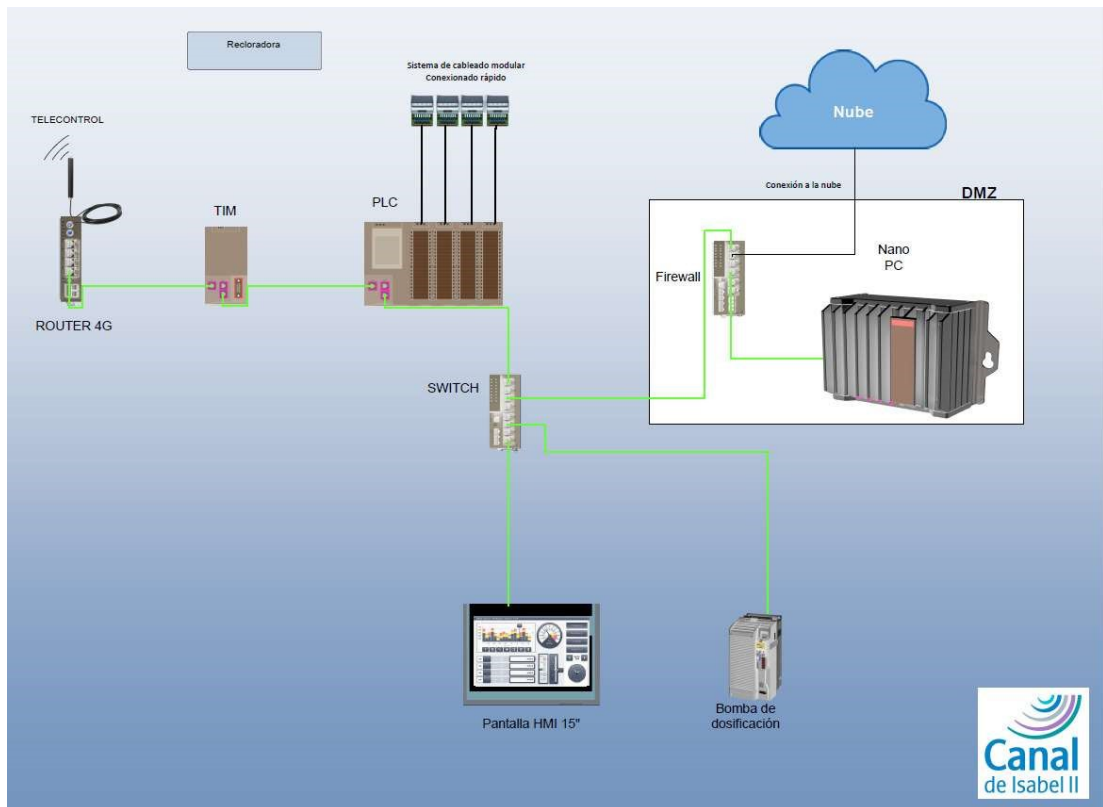 Recloradora
Sistema de cableado modular
Conexionado rápido
TELECONTROL
Nube
Conexión a la nube
DMZ
TIM
PLC
Nano
PC
Firewall
ROUTER 4G
SWITCH
Pantalla HMI 15"
Bomba de
dosificación
Canal
de Isabel II